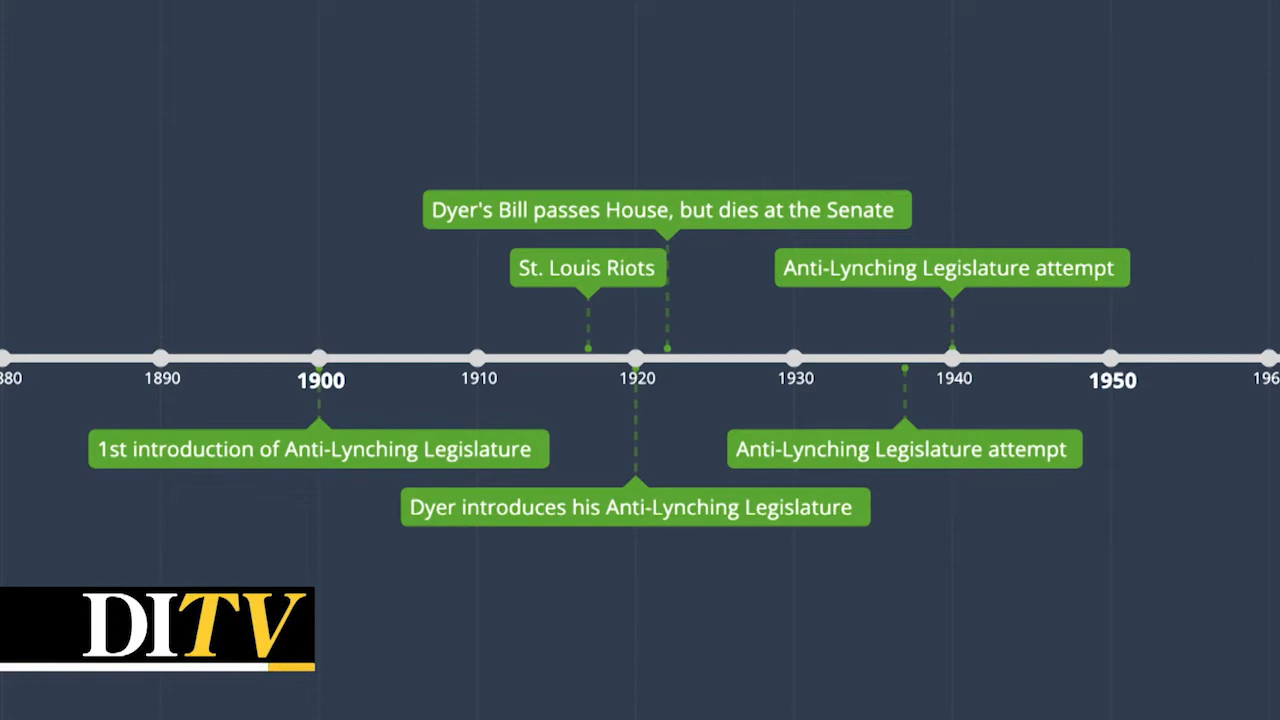 Dyer's Bill passes House, but dies at the Senate
St. Louis Riots
Anti-Lynching Legislature attempt
880 1890 1900 1910 1920 1930 1940 1950 196
1st introduction of Anti-Lynching Legislature
Anti-Lynching Legislature attempt
Dyer introduces his Anti-Lynching Legislature
DITV